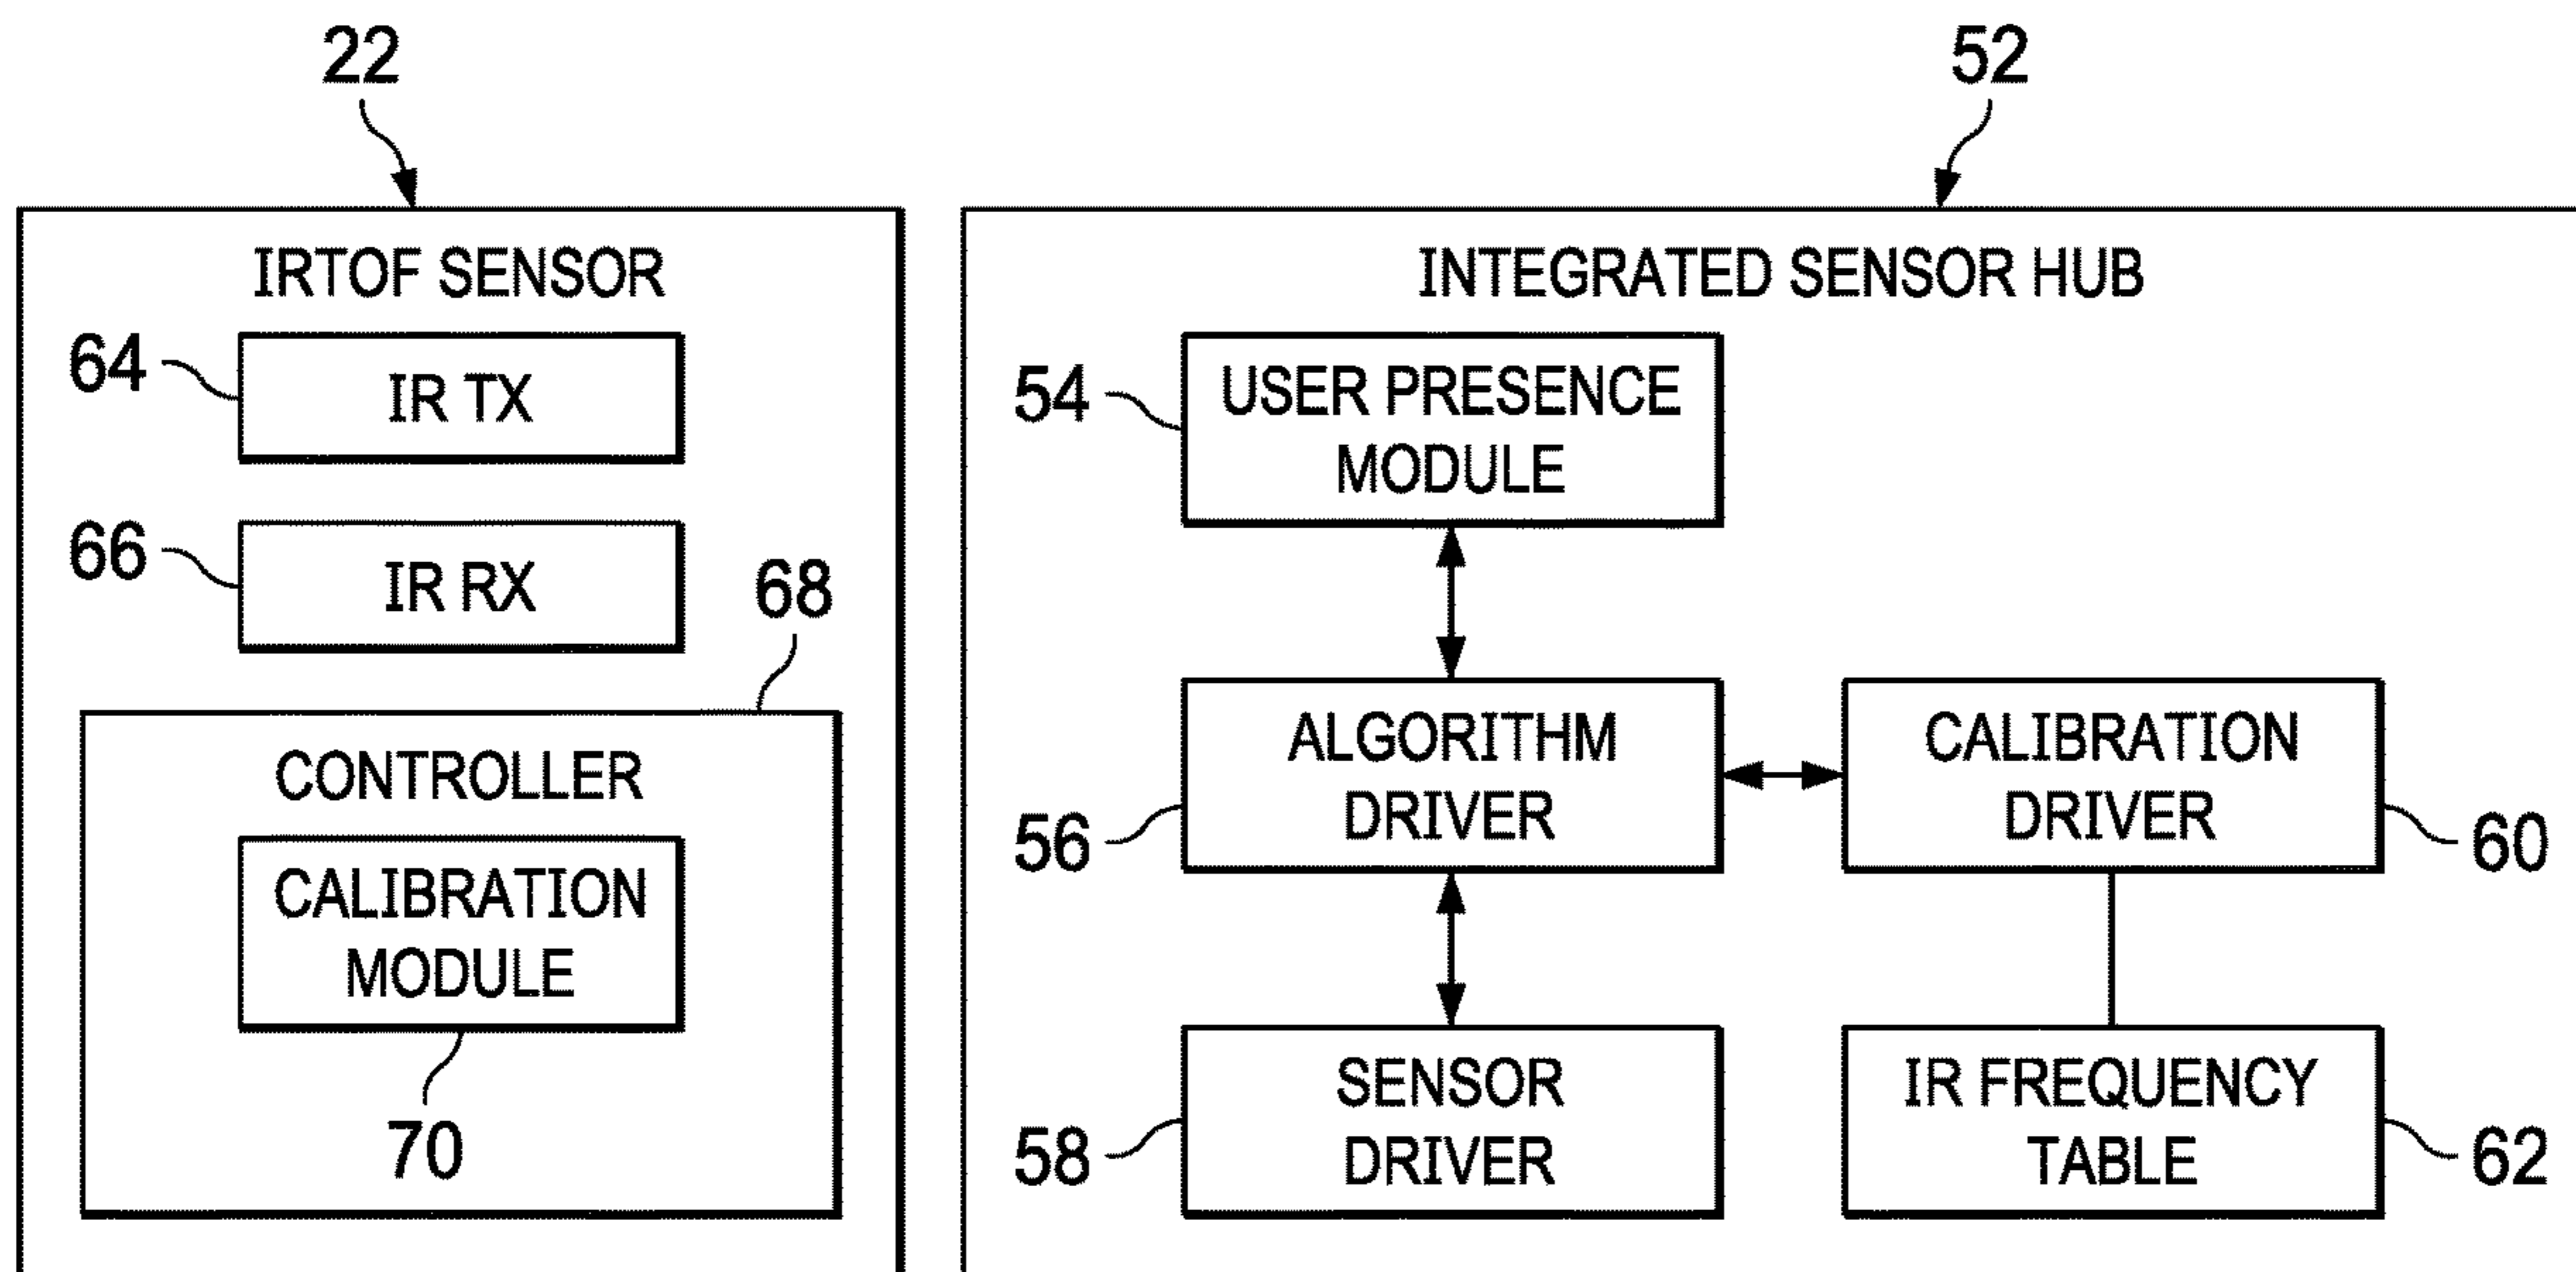 22
52
IRTOF SENSOR
64
IR TX
66
IR RX
68
CONTROLLER
CALIBRATION
MODULE
70
INTEGRATED SENSOR HUB
54
USER PRESENCE
MODULE
56
ALGORITHM
DRIVER
CALIBRATION
DRIVER
60
58
SENSOR
DRIVER
IR FREQUENCY
TABLE
62